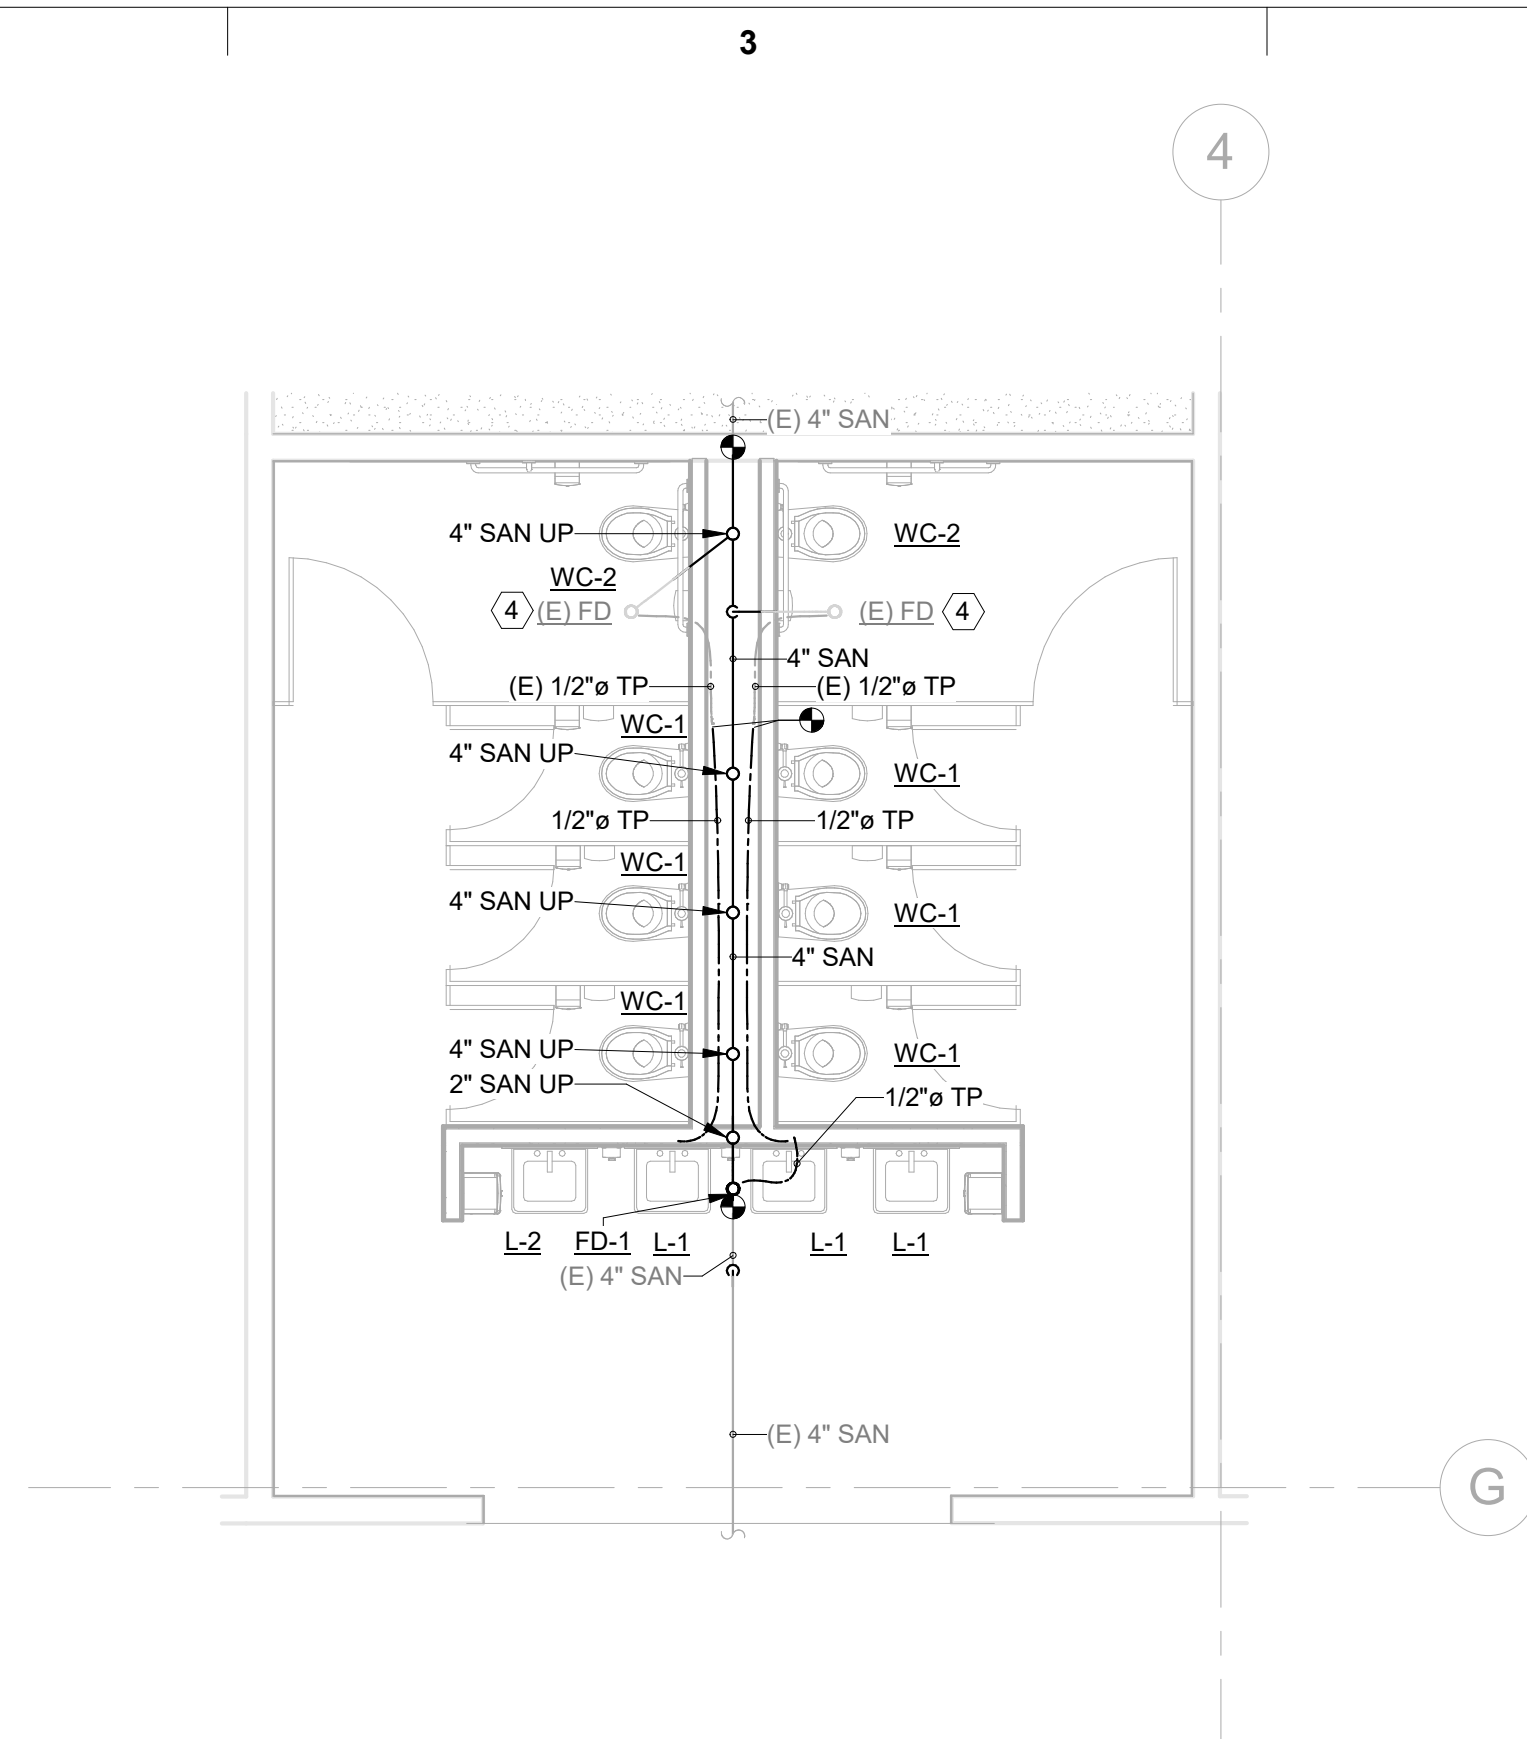 3
4
(E) 4" SAN
4" SAN UP
WC-2
WC-2
4
(E) FD
(E) FD
4
4" SAN
(E) 1/2"ø TP
(E) 1/2"ø TP
WC-1
4" SAN UP
WC-1
1/2"ø TP
1/2"ø TP
WC-1
4" SAN UP
WC-1
4" SAN
WC-1
4" SAN UP
WC-1
2" SAN UP
1/2"ø TP
L-2
FD-1
L-1
L-1
L-1
(E) 4" SAN
(E) 4" SAN
G